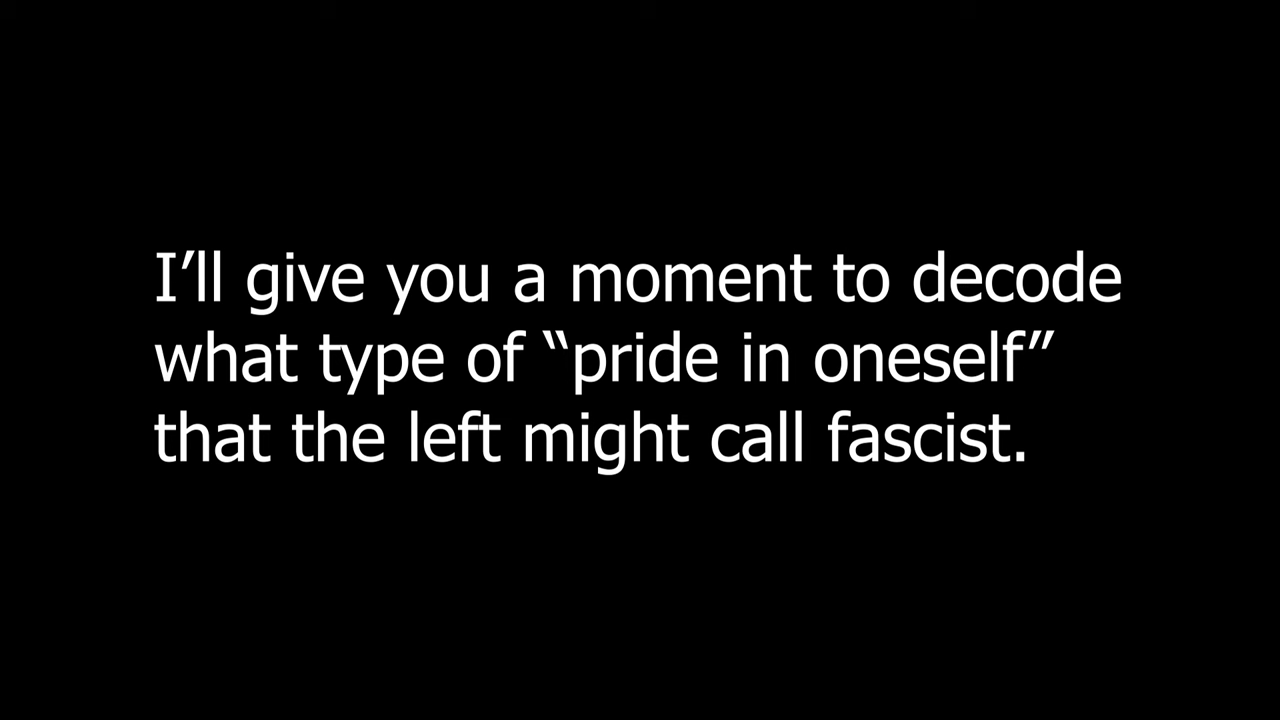 I’ll give you a moment to decode
what type of “pride in oneself”
that the left might call fascist.